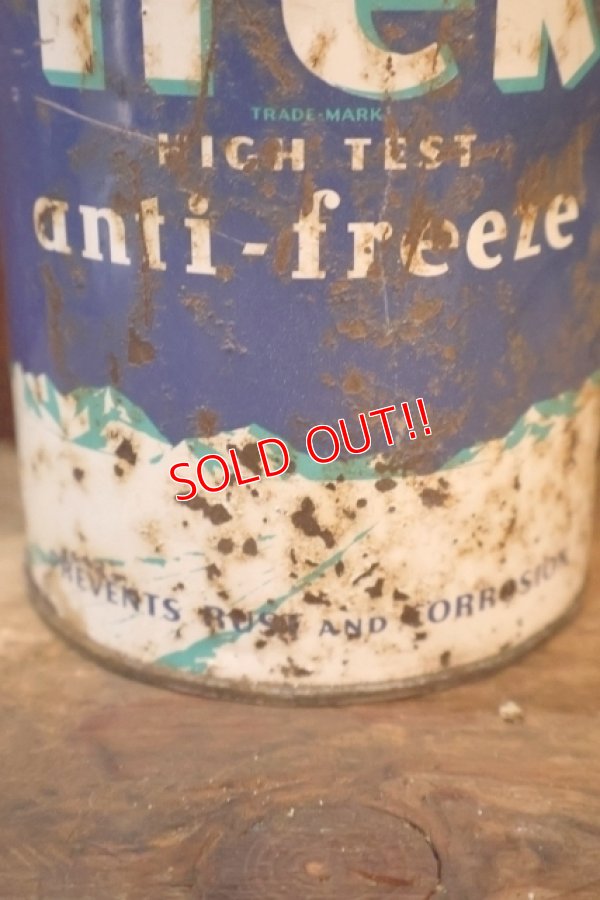 TRADE-MARK
HIGH TEST
anti-freeze
SOLD OUT!!
PREVENTS RUST AND CORROSION